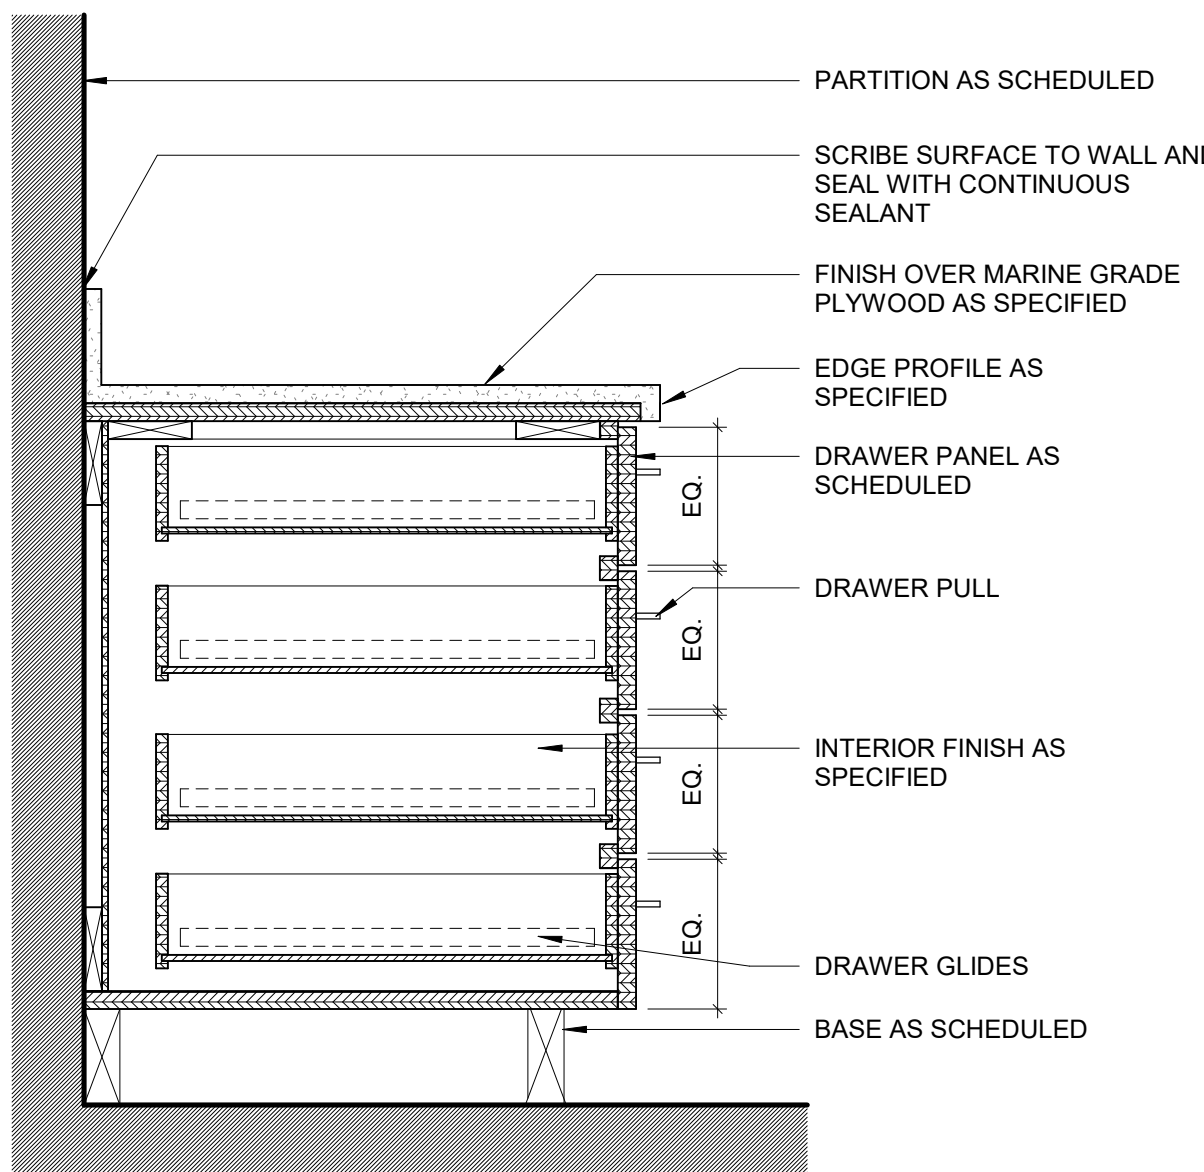 PARTITION AS SCHEDULED
SCRIBE SURFACE TO WALL AN
SEAL WITH CONTINUOUS
SEALANT
FINISH OVER MARINE GRADE
PLYWOOD AS SPECIFIED
EDGE PROFILE AS
SPECIFIED
DRAWER PANEL AS
SCHEDULED
EQ.
DRAWER PULL
EQ.
INTERIOR FINISH AS
SPECIFIED
EQ.
EQ.
DRAWER GLIDES
BASE AS SCHEDULED